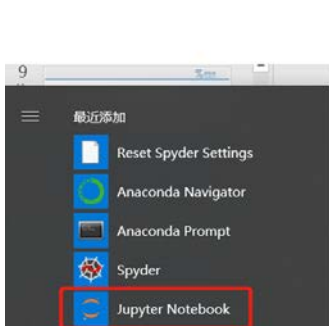 9
最近添加
Reset Spyder Settings
Anaconda Navigator
Anaconda Prompt
Spyder
Jupyter Notebook